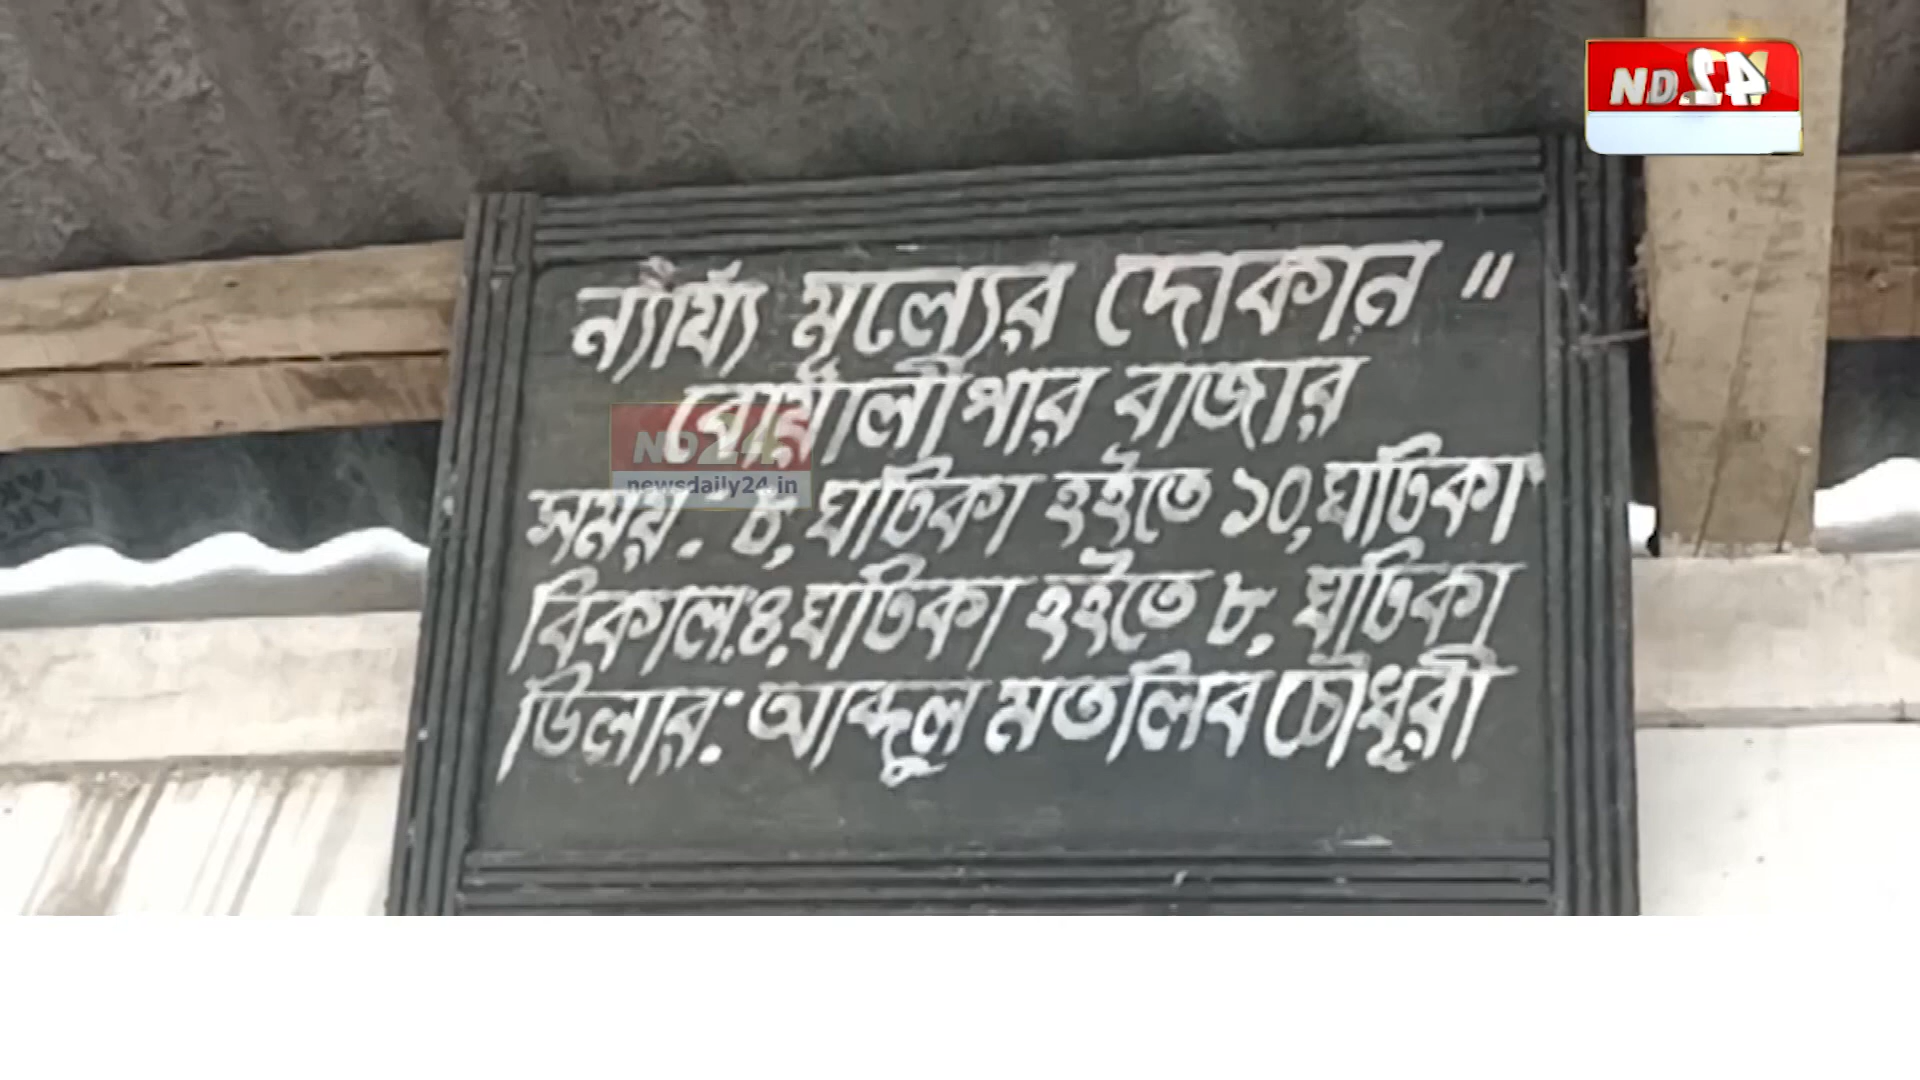 ND24
ন্যায্য মূল্যের দোকান "
বোয়ালীপার বাজার
ND24
newsdaily24.in
সময়: ৮, ঘটিকা হইতে ১০, ঘটিকা
বিকাল: ৪, ঘটিকা হইতে ৮, ঘটিকা
ডিলার: আব্দুল মতলিব চৌধুরী